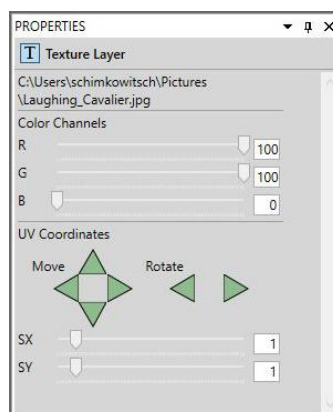 PROPERTIES
T Texture Layer
C:\Users\schimkowitsch\Pictures
\Laughing_Cavalier.jpg
Color Channels
R 100
G 100
B 0
UV Coordinates
Move Rotate
SX 1
SY 1